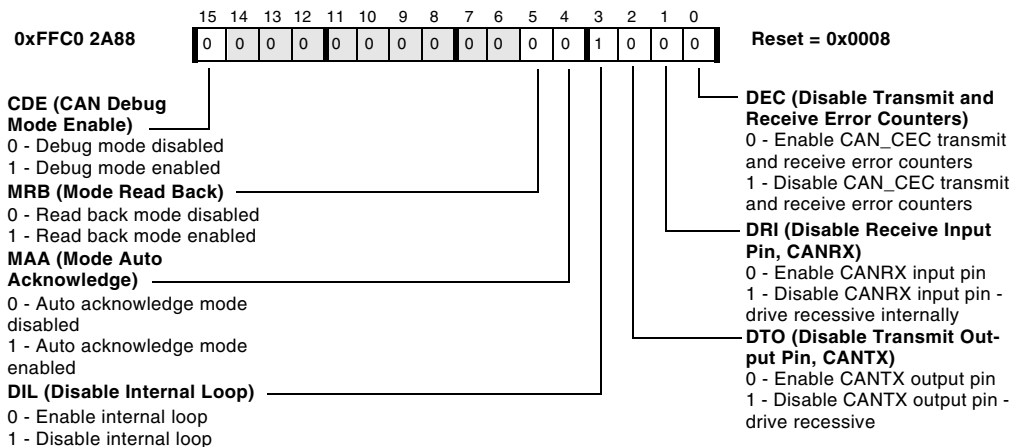 15 14 13 12 11 10 9 8 7 6 5 4 3 2 1 0
0xFFC0 2A88
0 0 0 0 0 0 0 0 0 0 0 0 1 0 0 0
Reset = 0x0008
CDE (CAN Debug
Mode Enable)
0 - Debug mode disabled
1 - Debug mode enabled
MRB (Mode Read Back)
0 - Read back mode disabled
1 - Read back mode enabled
MAA (Mode Auto
Acknowledge)
0 - Auto acknowledge mode
disabled
1 - Auto acknowledge mode
enabled
DIL (Disable Internal Loop)
0 - Enable internal loop
1 - Disable internal loop
DEC (Disable Transmit and
Receive Error Counters)
0 - Enable CAN_CEC transmit
and receive error counters
1 - Disable CAN_CEC transmit
and receive error counters
DRI (Disable Receive Input
Pin, CANRX)
0 - Enable CANRX input pin
1 - Disable CANRX input pin -
drive recessive internally
DTO (Disable Transmit Out-
put Pin, CANTX)
0 - Enable CANTX output pin
1 - Disable CANTX output pin -
drive recessive